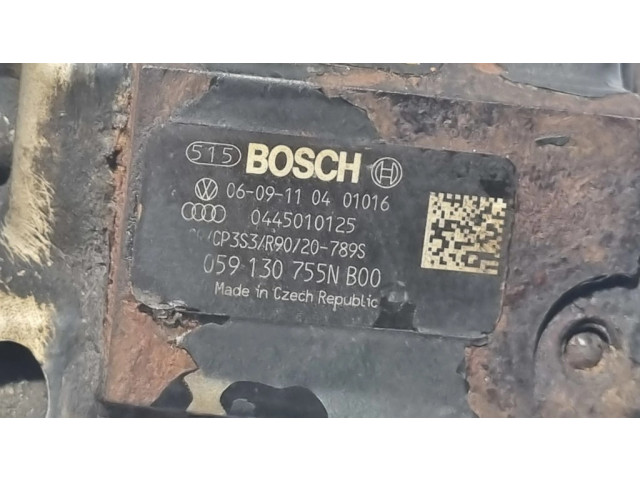 515 BOSCH
06-09-11 04 01016
0445010125
/CP3S3/R90/20-789S
059 130 755N B00
Made in Czech Republic